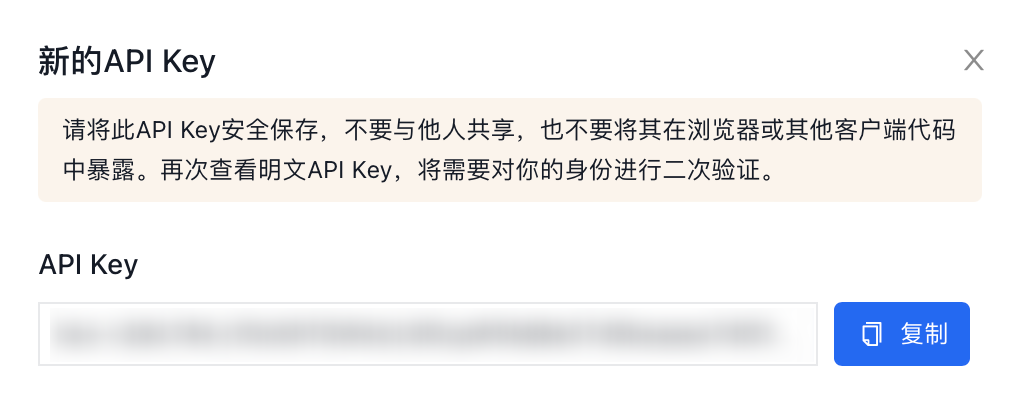 新的API Key
请将此API Key安全保存，不要与他人共享，也不要将其在浏览器或其他客户端代码
中暴露。再次查看明文API Key，将需要对你的身份进行二次验证。
API Key
复制